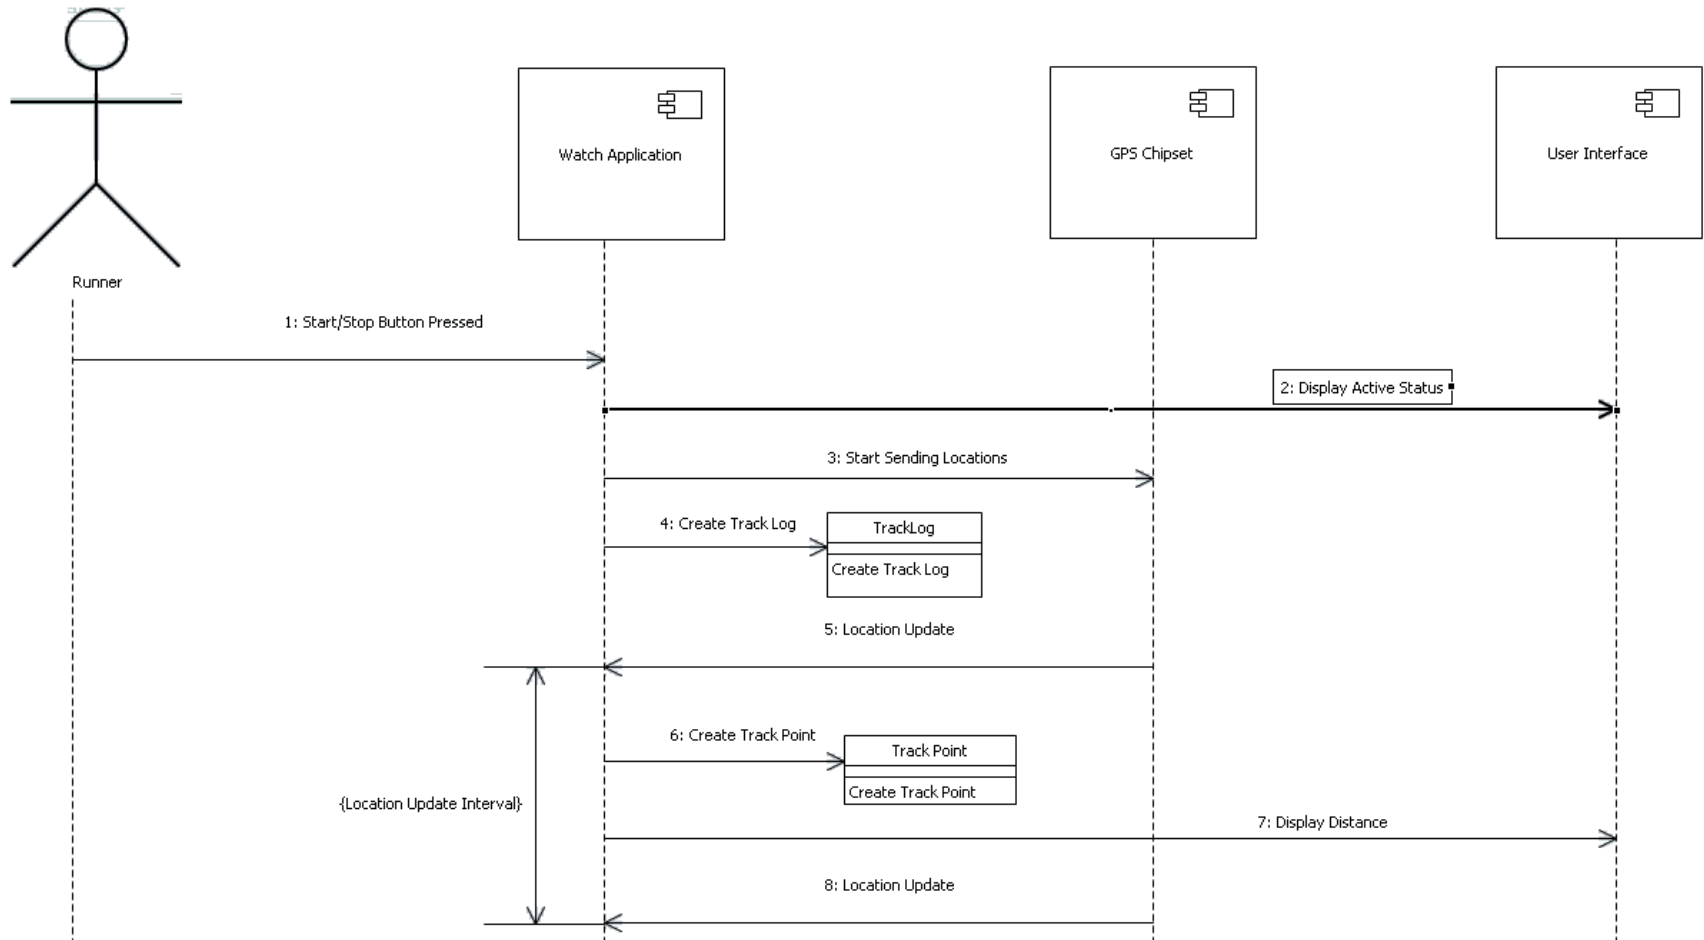 Watch Application
GPS Chipset
User Interface
Runner
1: Start/Stop Button Pressed
2: Display Active Status
3: Start Sending Locations
4: Create Track Log
TrackLog
Create Track Log
5: Location Update
6: Create Track Point
Track Point
Create Track Point
{Location Update Interval}
7: Display Distance
8: Location Update